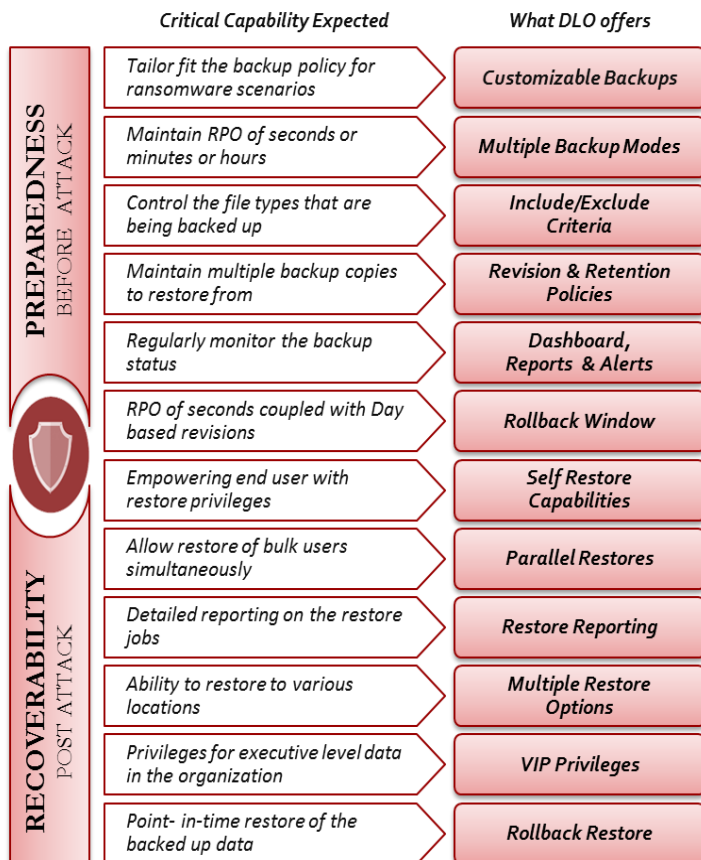 Critical Capability Expected
What DLO offers
PREPAREDNESS
BEFORE ATTACK
Tailor fit the backup policy for
ransomware scenarios
Customizable Backups
Maintain RPO of seconds or
minutes or hours
Multiple Backup Modes
Control the file types that are
being backed up
Include/Exclude
Criteria
Maintain multiple backup copies
to restore from
Revision & Retention
Policies
Regularly monitor the backup
status
Dashboard,
Reports & Alerts
RPO of seconds coupled with Day
based revisions
Rollback Window
RECOVERABILITY
POST ATTACK
Empowering end user with
restore privileges
Self Restore
Capabilities
Allow restore of bulk users
simultaneously
Parallel Restores
Detailed reporting on the restore
jobs
Restore Reporting
Ability to restore to various
locations
Multiple Restore
Options
Privileges for executive level data
in the organization
VIP Privileges
Point- in-time restore of the
backed up data
Rollback Restore